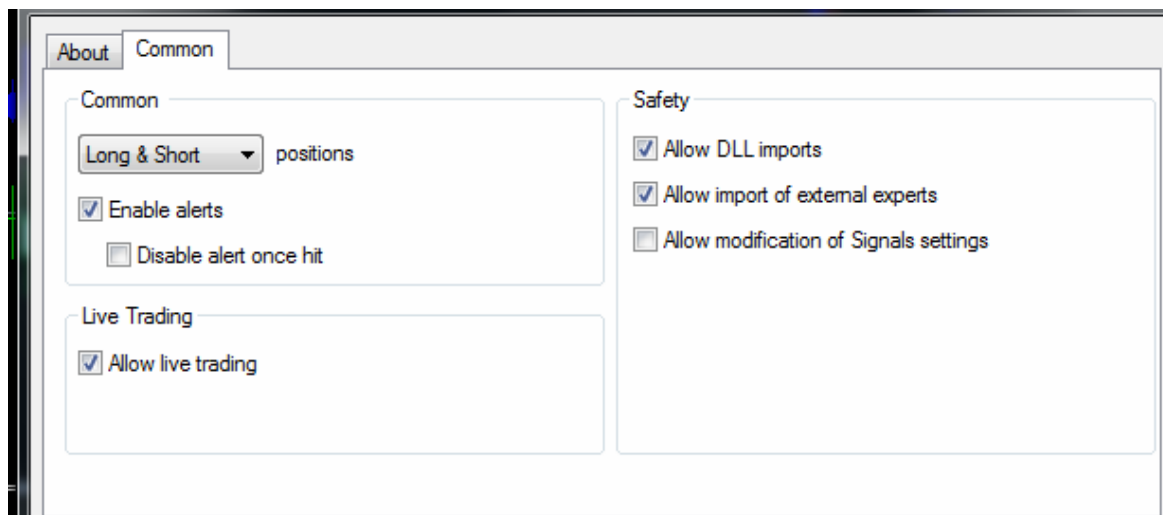 About
Common
Common
Long & Short positions
Enable alerts
Disable alert once hit
Live Trading
Allow live trading
Safety
Allow DLL imports
Allow import of external experts
Allow modification of Signals settings